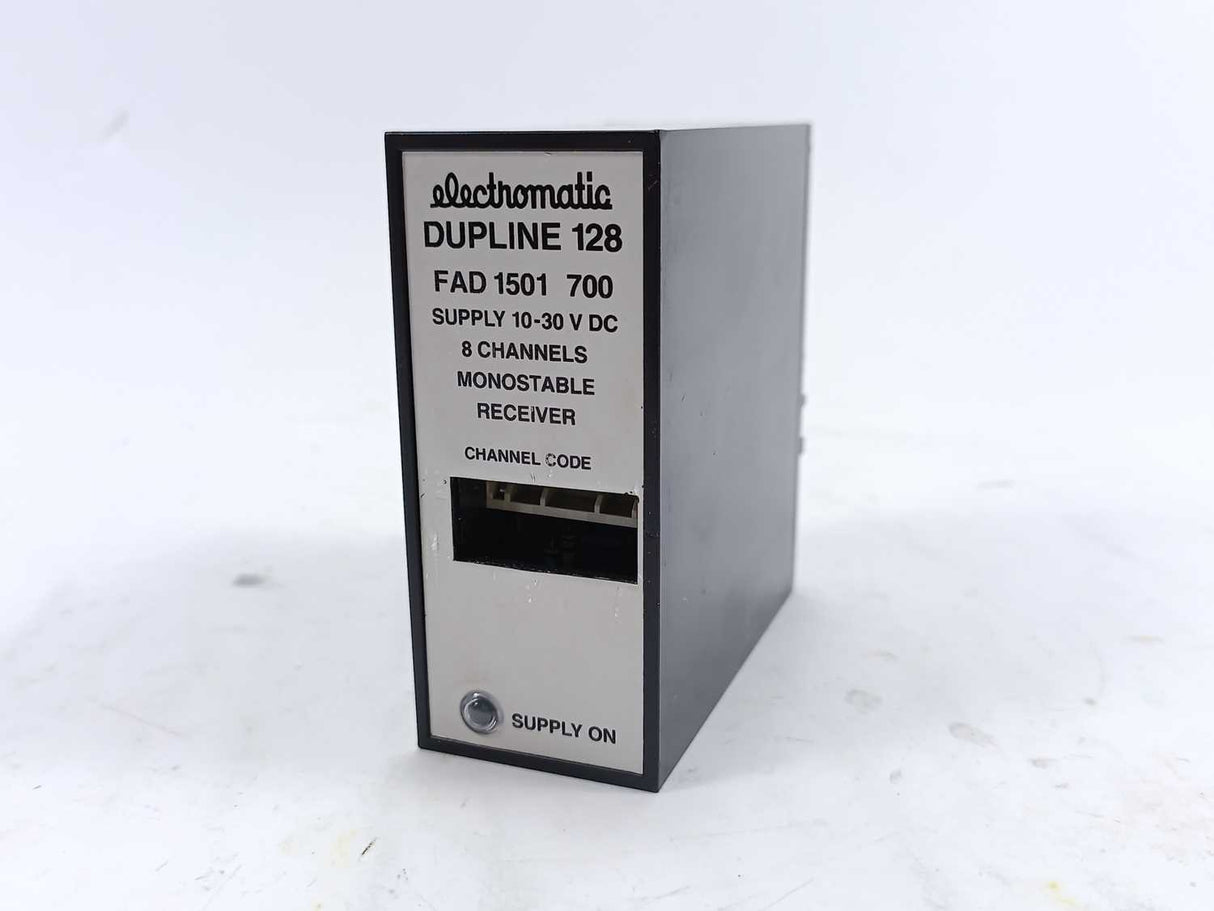 electromatic
DUPLINE 128
FAD 1501 700
SUPPLY 10-30 V DC
8 CHANNELS
MONOSTABLE
RECEIVER
CHANNEL CODE
SUPPLY ON